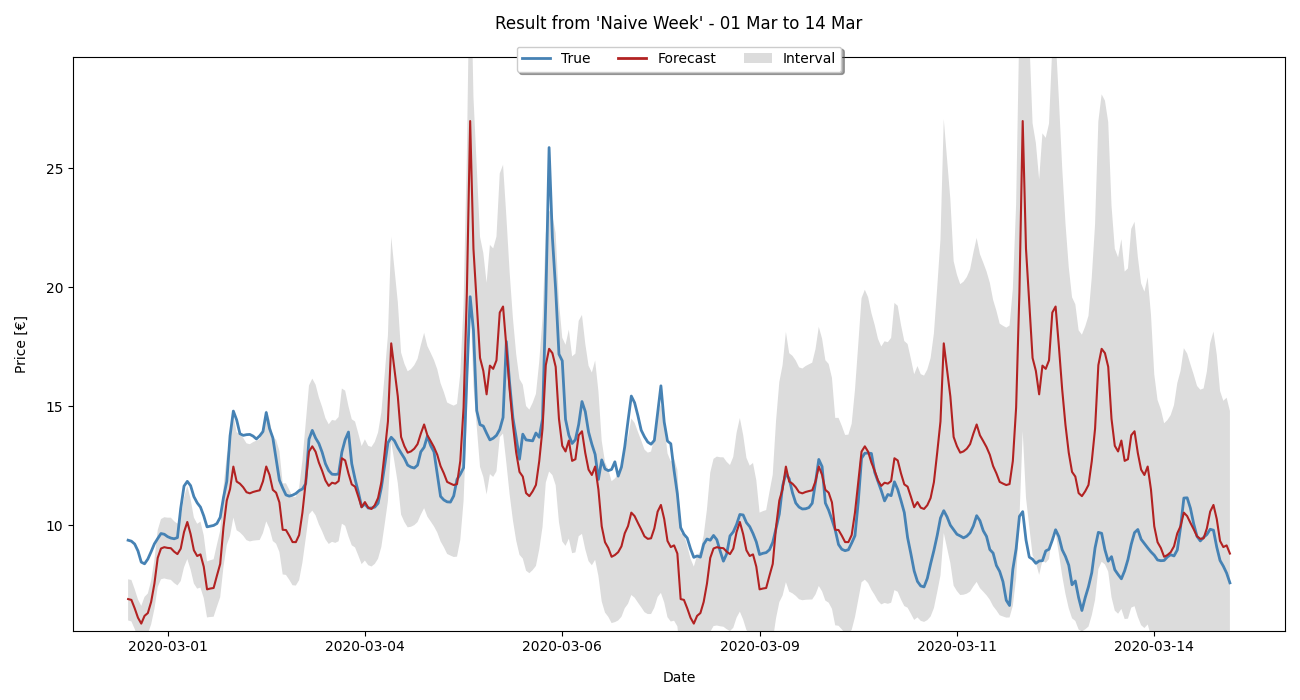 Result from 'Naive Week' - 01 Mar to 14 Mar
True Forecast Interval
25
20
15
10
Price [€]
2020-03-01 2020-03-04 2020-03-06 2020-03-09 2020-03-11 2020-03-14
Date